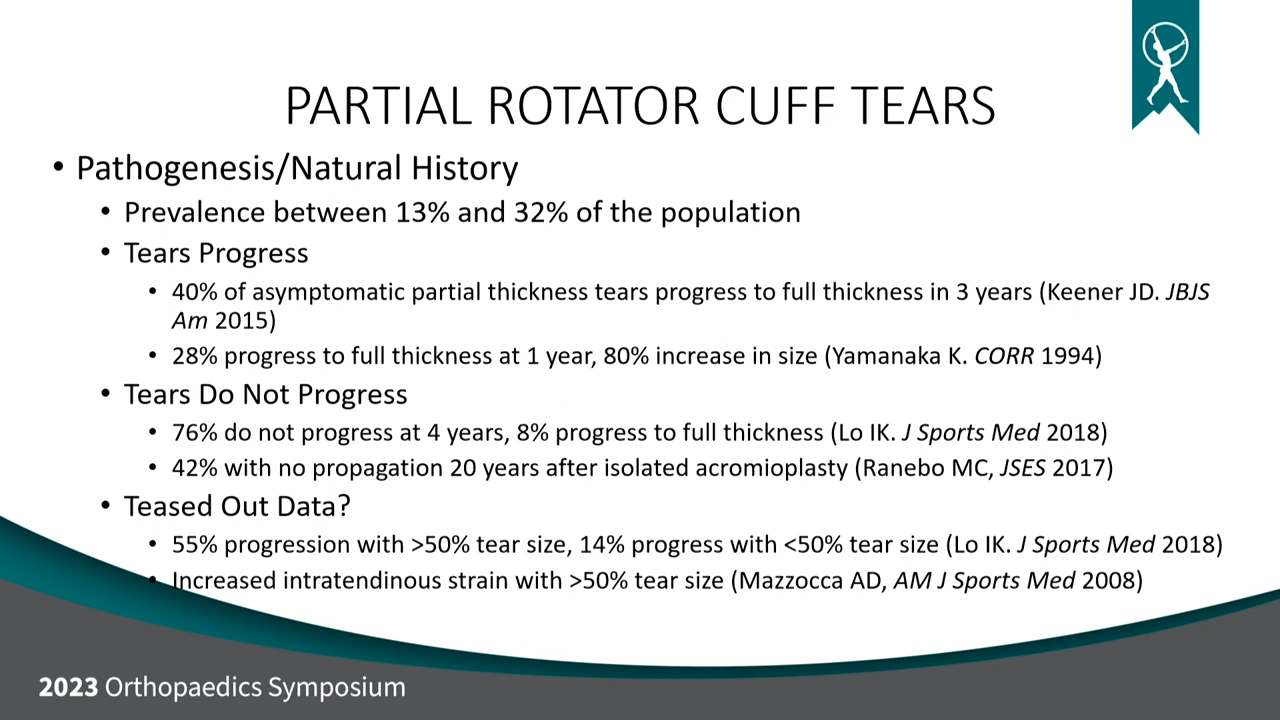 PARTIAL ROTATOR CUFF TEARS
• Pathogenesis/Natural History
• Prevalence between 13% and 32% of the population
• Tears Progress
• 40% of asymptomatic partial thickness tears progress to full thickness in 3 years (Keener JD. JBJS
Am 2015)
• 28% progress to full thickness at 1 year, 80% increase in size (Yamanaka K. CORR 1994)
• Tears Do Not Progress
• 76% do not progress at 4 years, 8% progress to full thickness (Lo IK. J Sports Med 2018)
• 42% with no propagation 20 years after isolated acromioplasty (Ranebo MC, JSES 2017)
• Teased Out Data?
• 55% progression with >50% tear size, 14% progress with <50% tear size (Lo IK. J Sports Med 2018)
• Increased intratendinous strain with >50% tear size (Mazzocca AD, AM J Sports Med 2008)
2023 Orthopaedics Symposium